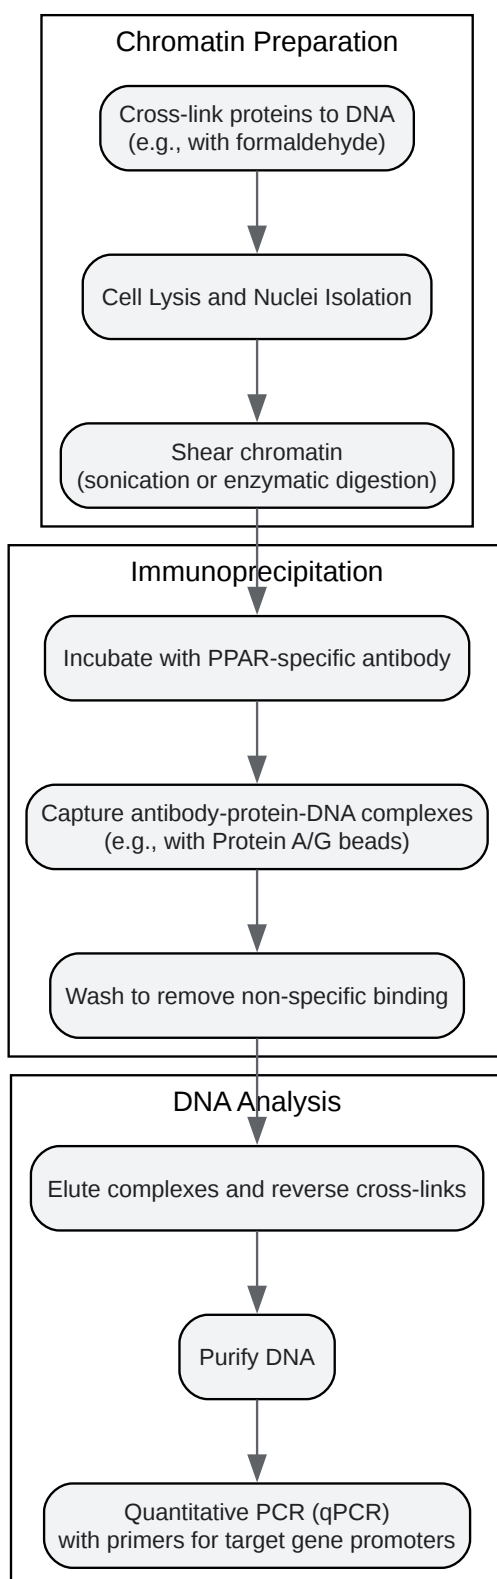 Chromatin Preparation
Cross-link proteins to DNA
(e.g., with formaldehyde)
Cell Lysis and Nuclei Isolation
Shear chromatin
(sonication or enzymatic digestion)
Immunoprecipitation
Incubate with PPAR-specific antibody
Capture antibody-protein-DNA complexes
(e.g., with Protein A/G beads)
Wash to remove non-specific binding
DNA Analysis
Elute complexes and reverse cross-links
Purify DNA
Quantitative PCR (qPCR)
with primers for target gene promoters